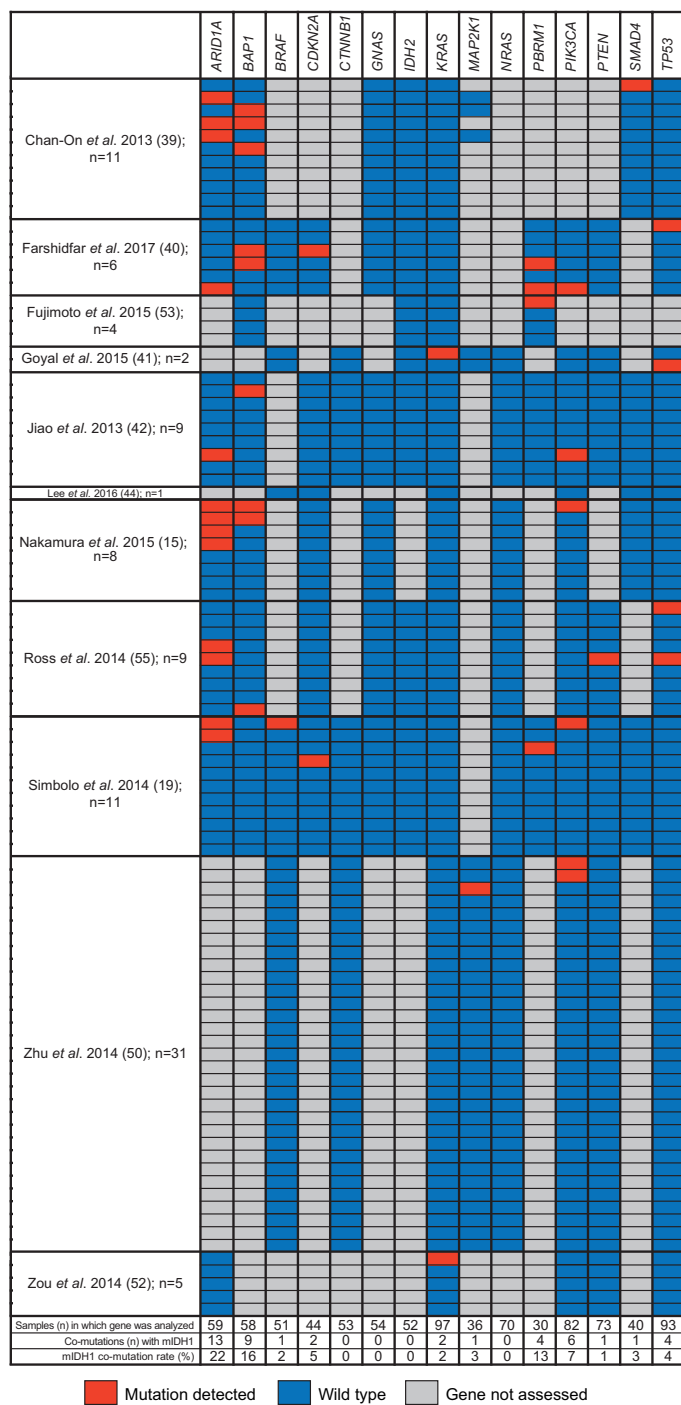 ARID1A BAP1 BRAF CDKN2A CTNNB1 GNAS IDH2 KRAS MAP2K1 NRAS PBRM1 PIK3CA PTEN SMAD4 TP53
Chan-On et al. 2013 (39);
n=11
Farshidfar et al. 2017 (40);
n=6
Fujimoto et al. 2015 (53);
n=4
Goyal et al. 2015 (41); n=2
Jiao et al. 2013 (42); n=9
Lee et al. 2016 (44); n=1
Nakamura et al. 2015 (15);
n=8
Ross et al. 2014 (55); n=9
Simbolo et al. 2014 (19);
n=11
Zhu et al. 2014 (50); n=31
Zou et al. 2014 (52); n=5
Samples (n) in which gene was analyzed 59 58 51 44 53 54 52 97 36 70 30 82 73 40 93
Co-mutations (n) with mIDH1 13 9 1 2 0 0 0 2 1 0 4 6 1 1 4
mIDH1 co-mutation rate (%) 22 16 2 5 0 0 0 2 3 0 13 7 1 3 4
Mutation detected Wild type Gene not assessed